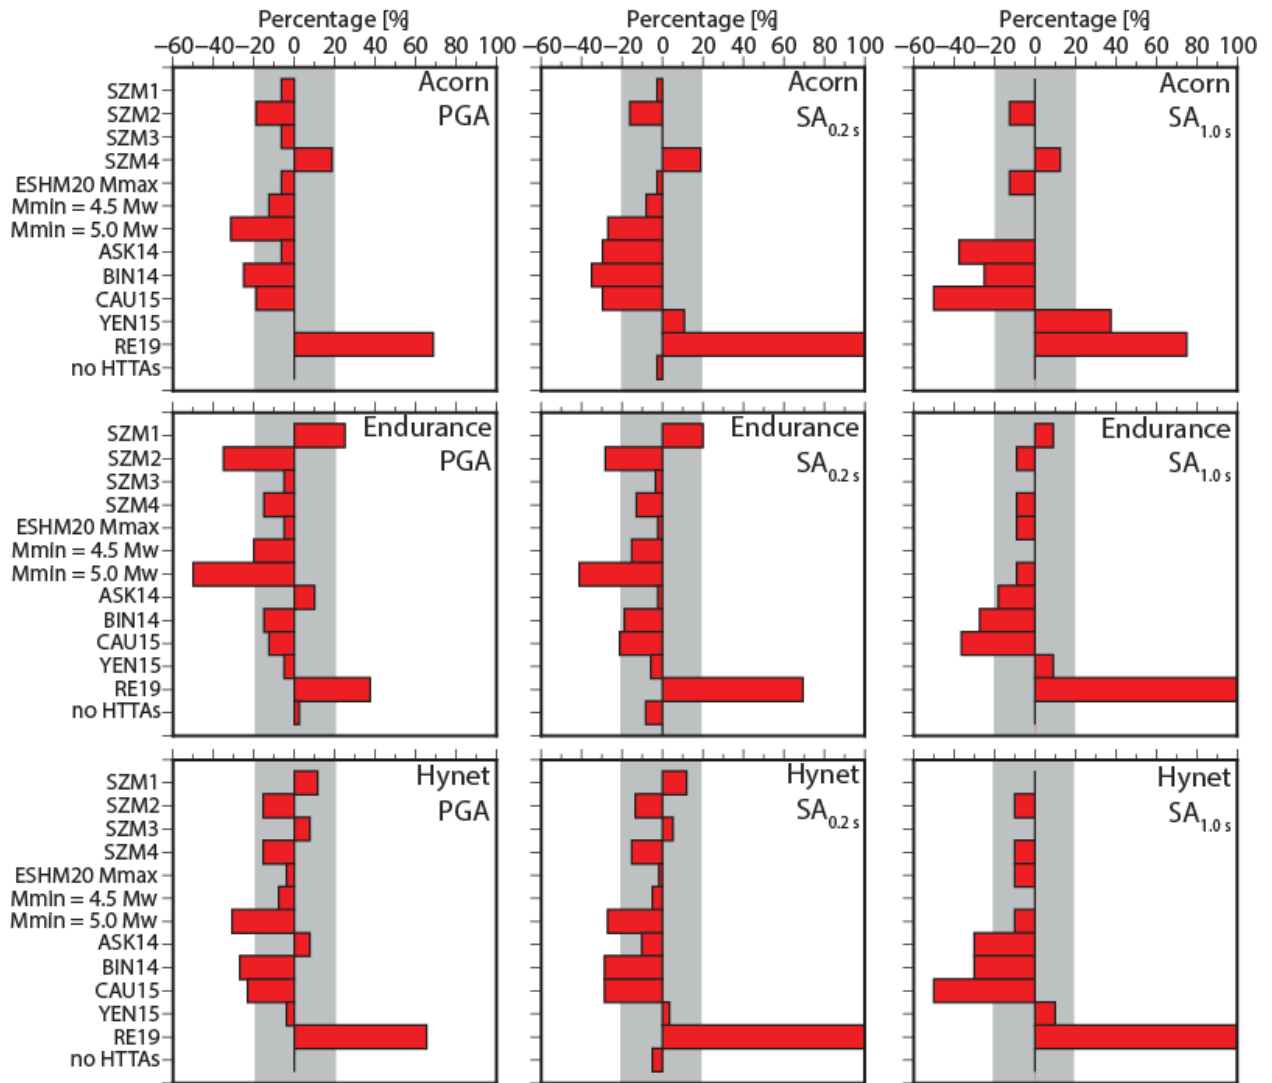 Percentage [%] Percentage [%] Percentage [%]
−60−40−20 0 20 40 60 80 100 −60−40−20 0 20 40 60 80 100 −60−40−20 0 20 40 60 80 100
SZM1
SZM2
SZM3
SZM4
ESHM20 Mmax
Mmin = 4.5 Mw
Mmin = 5.0 Mw
ASK14
BIN14
CAU15
YEN15
RE19
no HTTAs
Acorn
PGA
Acorn
SA0.2 s
Acorn
SA1.0 s
SZM1
SZM2
SZM3
SZM4
ESHM20 Mmax
Mmin = 4.5 Mw
Mmin = 5.0 Mw
ASK14
BIN14
CAU15
YEN15
RE19
no HTTAs
Endurance
PGA
Endurance
SA0.2 s
Endurance
SA1.0 s
SZM1
SZM2
SZM3
SZM4
ESHM20 Mmax
Mmin = 4.5 Mw
Mmin = 5.0 Mw
ASK14
BIN14
CAU15
YEN15
RE19
no HTTAs
Hynet
PGA
Hynet
SA0.2 s
Hynet
SA1.0 s